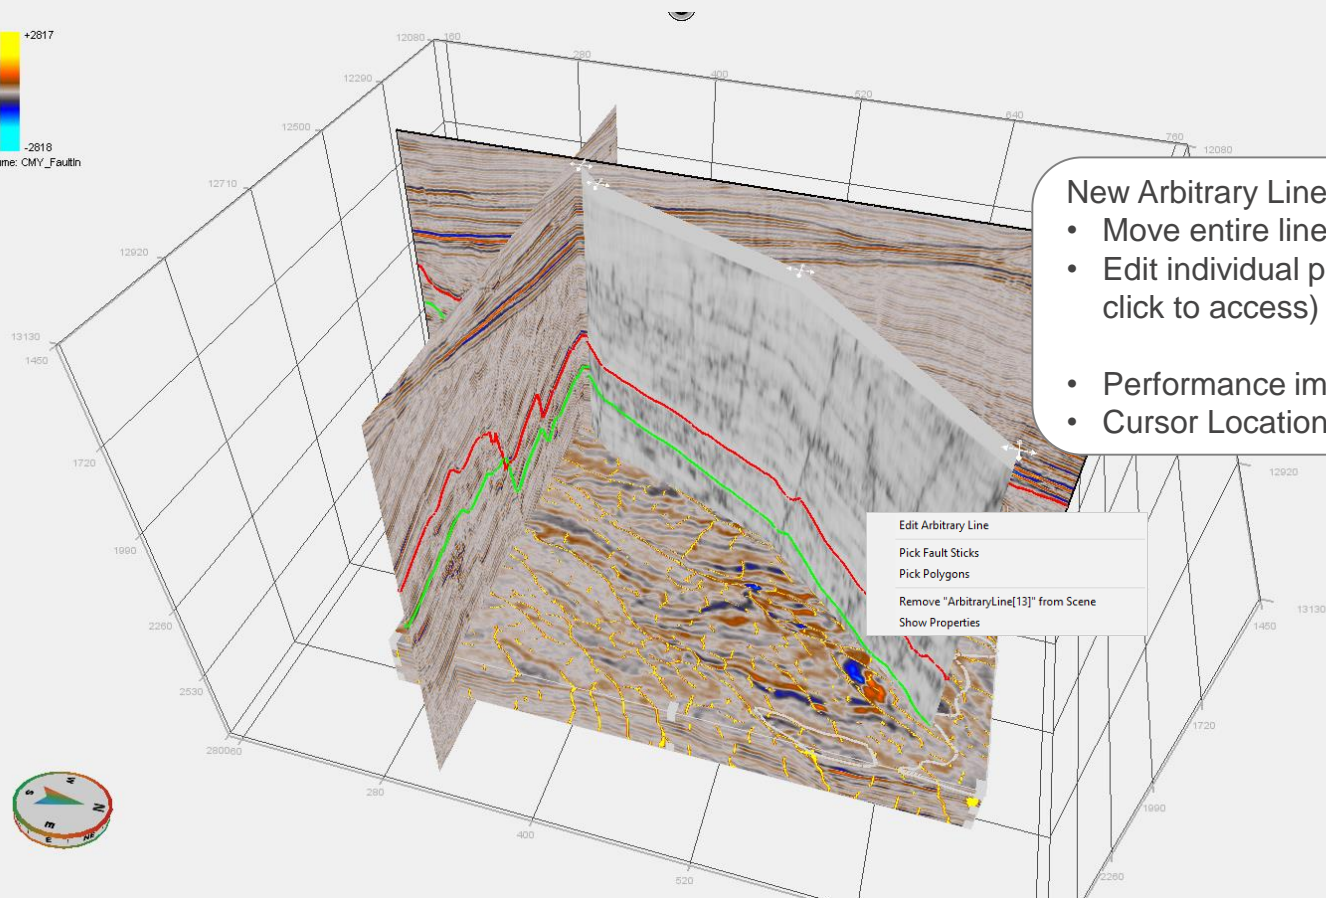 +2817
-2818
me: CMY_FaultIn
12080
160
280
400
520
640
760
12080
12290
12500
12710
12920
13130
1450
1720
1990
2260
2530
280060
280
400
520
12920
13130
1450
1720
1990
2260
New Arbitrary Line
• Move entire line
• Edit individual p
click to access)
• Performance im
• Cursor Location
Edit Arbitrary Line
Pick Fault Sticks
Pick Polygons
Remove "ArbitraryLine[13]" from Scene
Show Properties
W
S
N
E
E
NE